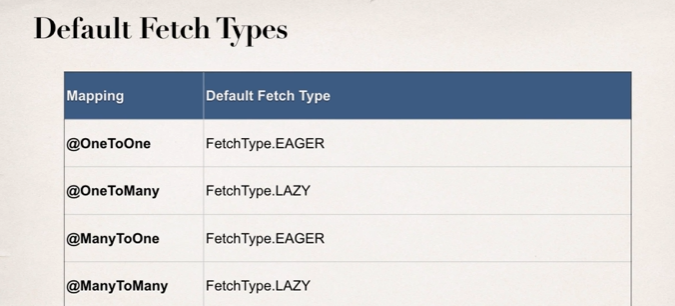 Default Fetch Types
Mapping Default Fetch Type
@OneToOne FetchType.EAGER
@OneToMany FetchType.LAZY
@ManyToOne FetchType.EAGER
@ManyToMany FetchType.LAZY